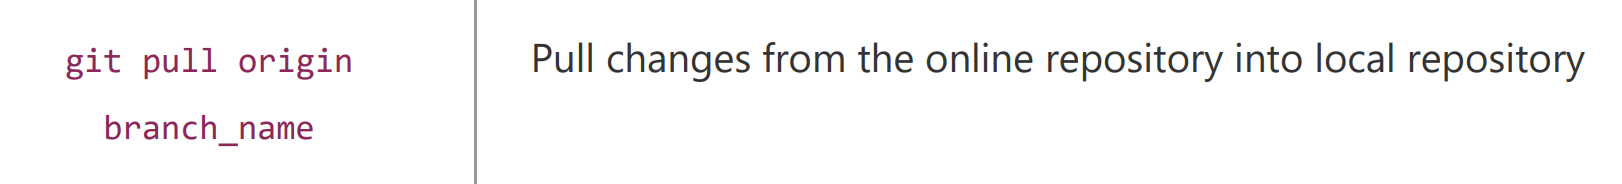 git pull origin
branch_name
Pull changes from the online repository into local repository